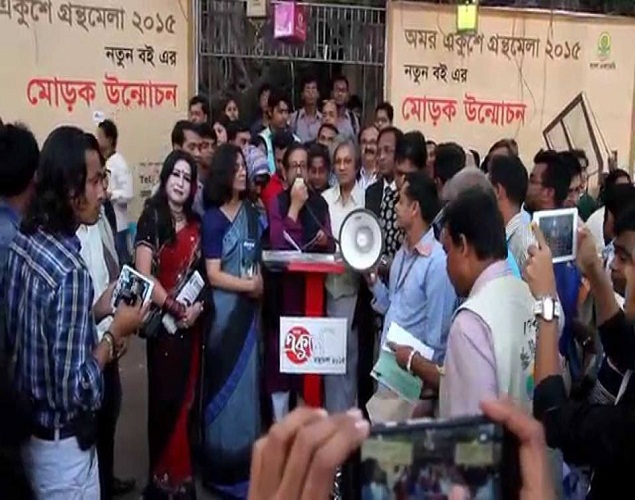 একুশে গ্রন্থমেলা ২০১৫
নতুন বই এর
মোড়ক উন্মোচন
অমর একুশে গ্রন্থমেলা ২০১৫
নতুন বই এর
মোড়ক উন্মোচন
একুশে